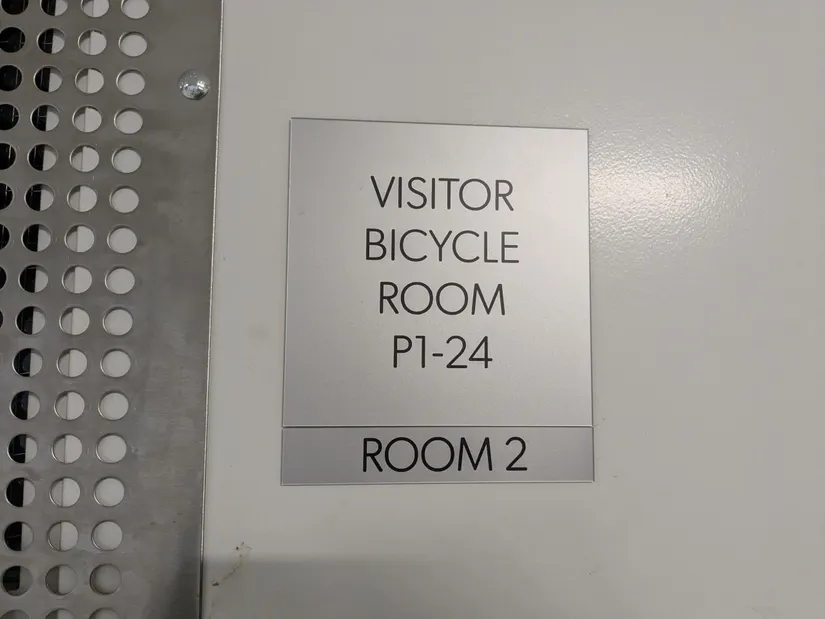 VISITOR
BICYCLE
ROOM
P1-24
ROOM 2